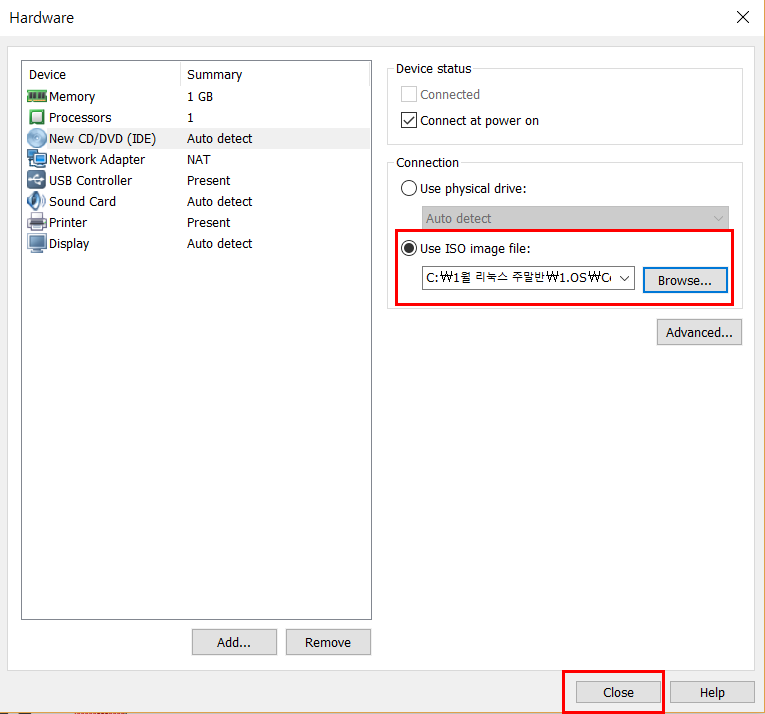 Hardware
Device Summary
Memory 1 GB
Processors 1
New CD/DVD (IDE) Auto detect
Network Adapter NAT
USB Controller Present
Sound Card Auto detect
Printer Present
Display Auto detect
Add... Remove
Device status
Connected
Connect at power on
Connection
Use physical drive:
Auto detect
Use ISO image file:
C:₩1월 리눅스 주말반₩1.OS₩Ce Browse...
Advanced...
Close Help